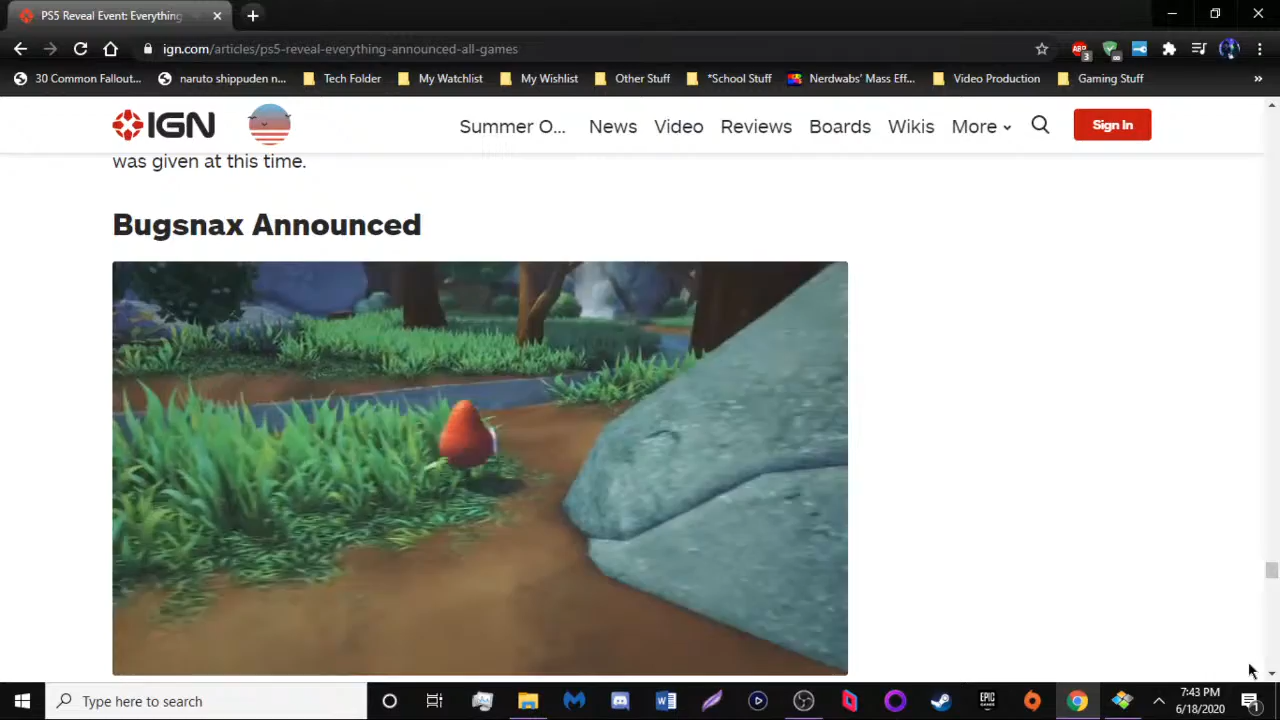 PS5 Reveal Event: Everything
ign.com/articles/ps5-reveal-everything-announced-all-games
3
∞
30 Common Fallout...
naruto shippuden n...
Tech Folder
My Watchlist
My Wishlist
Other Stuff
*School Stuff
Nerdwabs' Mass Eff...
Video Production
Gaming Stuff
»
IGN
Summer O...
News
Video
Reviews
Boards
Wikis
More
Sign In
was given at this time.
Bugsnax Announced
Type here to search
7:43 PM
6/18/2020
1